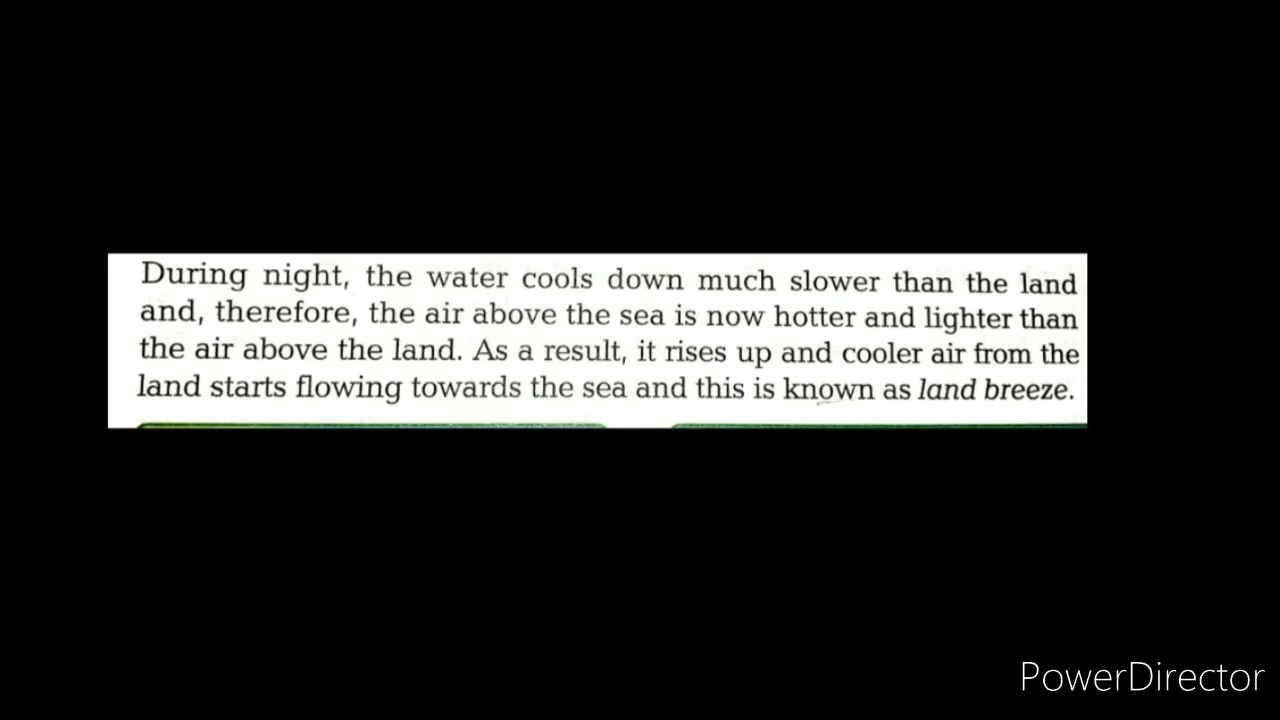 During night, the water cools down much slower than the land
and, therefore, the air above the sea is now hotter and lighter than
the air above the land. As a result, it rises up and cooler air from the
land starts flowing towards the sea and this is known as land breeze.
PowerDirector